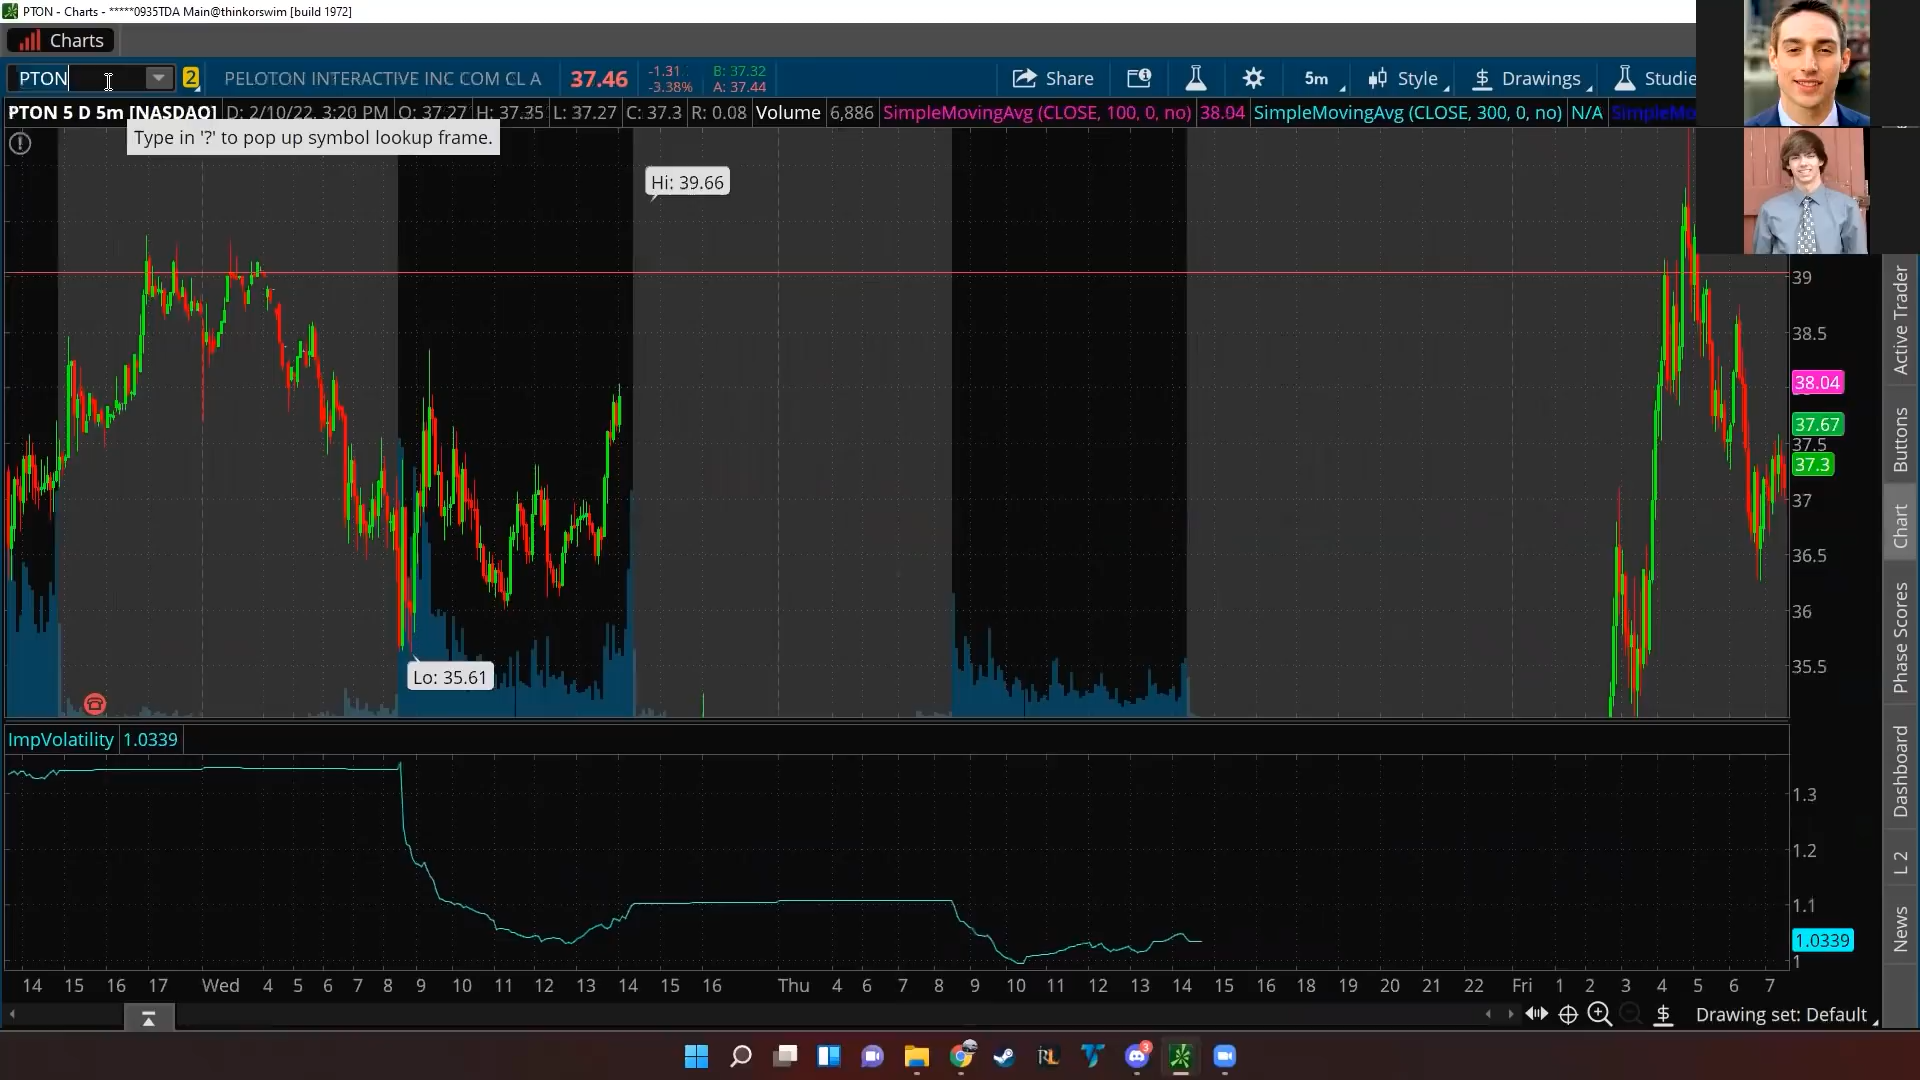 PTON - Charts - *****0935TDA Main@thinkorswim [build 1972]
Charts
PTON 2 PELOTON INTERACTIVE INC COM CL A 37.46 -1.31 -3.38% B: 37.32 A: 37.44 Share 5m Style Drawings Studie
PTON 5 D 5m [NASDAQ] D: 2/10/22, 3:20 PM O: 37.27 H: 37.35 L: 37.27 C: 37.3 R: 0.08 Volume 6,886 SimpleMovingAvg (CLOSE, 100, 0, no) 38.04 SimpleMovingAvg (CLOSE, 300, 0, no) N/A SimpleMo
Type in '?' to pop up symbol lookup frame.
Hi: 39.66
Lo: 35.61
39
38.5
38.04
37.67
37.5
37.3
37
36.5
36
35.5
ImpVolatility 1.0339
1.3
1.2
1.1
1.0339
1
14 15 16 17 Wed 4 5 6 7 8 9 10 11 12 13 14 15 16 Thu 4 6 7 8 9 10 11 12 13 14 15 16 17 18 19 20 21 22 Fri 1 2 3 4 5 6 7
Drawing set: Default
Active Trader
Buttons
Chart
Phase Scores
Dashboard
L 2
News
RL
3